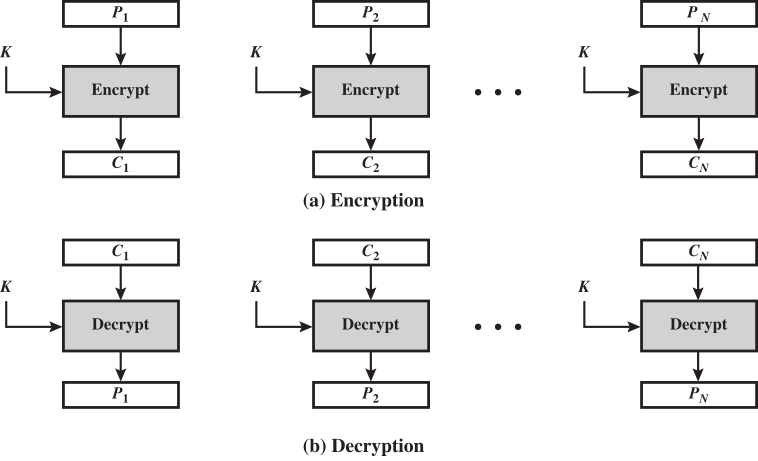 P1 P2 PN
K K K
Encrypt Encrypt • • • Encrypt
C1 C2 CN
(a) Encryption
C1 C2 CN
K K K
Decrypt Decrypt • • • Decrypt
P1 P2 PN
(b) Decryption